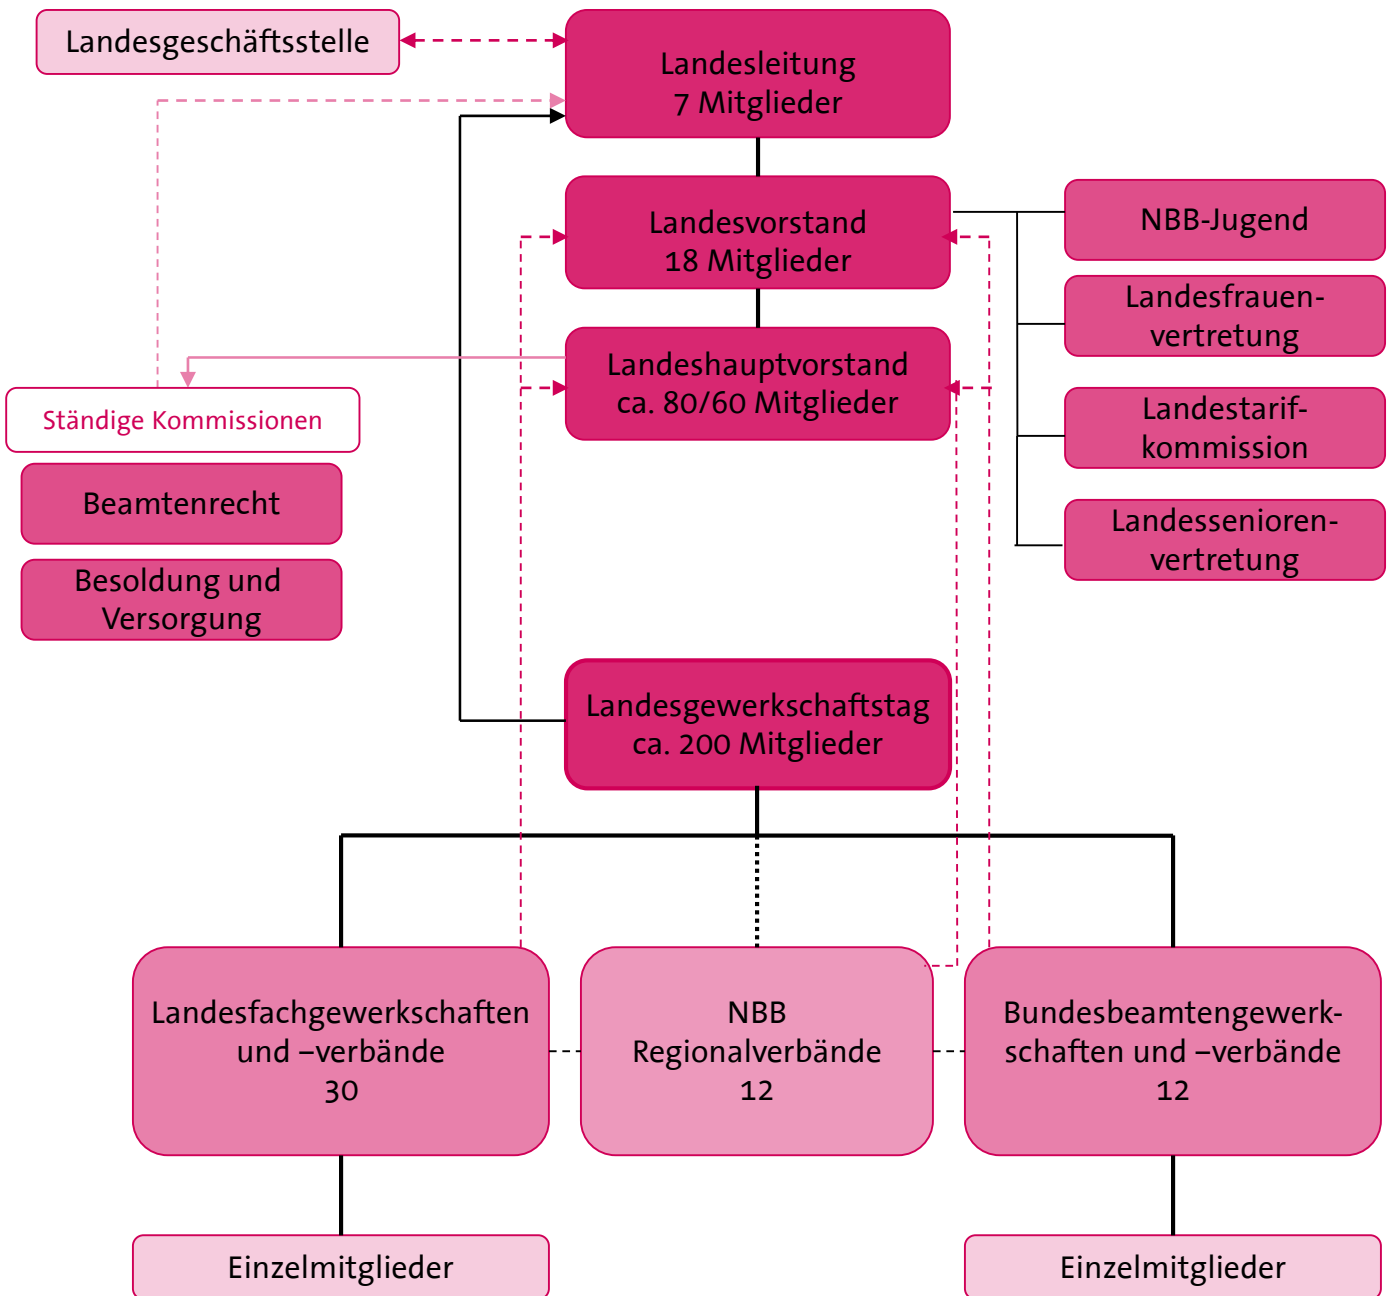 Landesgeschäftsstelle
Landesleitung
7 Mitglieder
Landesvorstand
18 Mitglieder
NBB-Jugend
Landesfrauen-
vertretung
Landeshauptvorstand
ca. 80/60 Mitglieder
Landestarif-
kommission
Landessenioren-
vertretung
Ständige Kommissionen
Beamtenrecht
Besoldung und
Versorgung
Landesgewerkschaftstag
ca. 200 Mitglieder
Landesfachgewerkschaften
und –verbände
30
NBB
Regionalverbände
12
Bundesbeamtengewerk-
schaften und –verbände
12
Einzelmitglieder
Einzelmitglieder